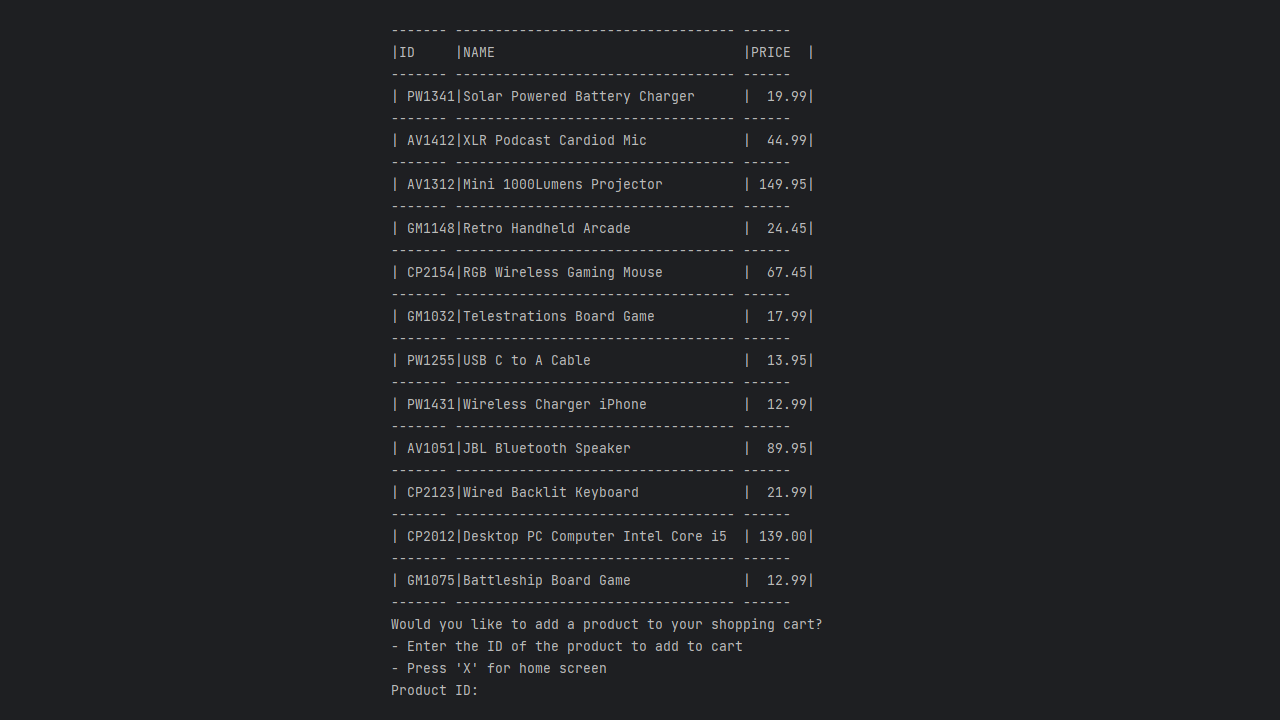 ------- ----------------------------------- ------
|ID     |NAME                               |PRICE  |
------- ----------------------------------- ------
| PW1341|Solar Powered Battery Charger      |  19.99|
------- ----------------------------------- ------
| AV1412|XLR Podcast Cardiod Mic            |  44.99|
------- ----------------------------------- ------
| AV1312|Mini 1000Lumens Projector          | 149.95|
------- ----------------------------------- ------
| GM1148|Retro Handheld Arcade              |  24.45|
------- ----------------------------------- ------
| CP2154|RGB Wireless Gaming Mouse          |  67.45|
------- ----------------------------------- ------
| GM1032|Telestrations Board Game           |  17.99|
------- ----------------------------------- ------
| PW1255|USB C to A Cable                   |  13.95|
------- ----------------------------------- ------
| PW1431|Wireless Charger iPhone            |  12.99|
------- ----------------------------------- ------
| AV1051|JBL Bluetooth Speaker              |  89.95|
------- ----------------------------------- ------
| CP2123|Wired Backlit Keyboard             |  21.99|
------- ----------------------------------- ------
| CP2012|Desktop PC Computer Intel Core i5  | 139.00|
------- ----------------------------------- ------
| GM1075|Battleship Board Game              |  12.99|
------- ----------------------------------- ------
Would you like to add a product to your shopping cart?
- Enter the ID of the product to add to cart
- Press 'X' for home screen
Product ID: